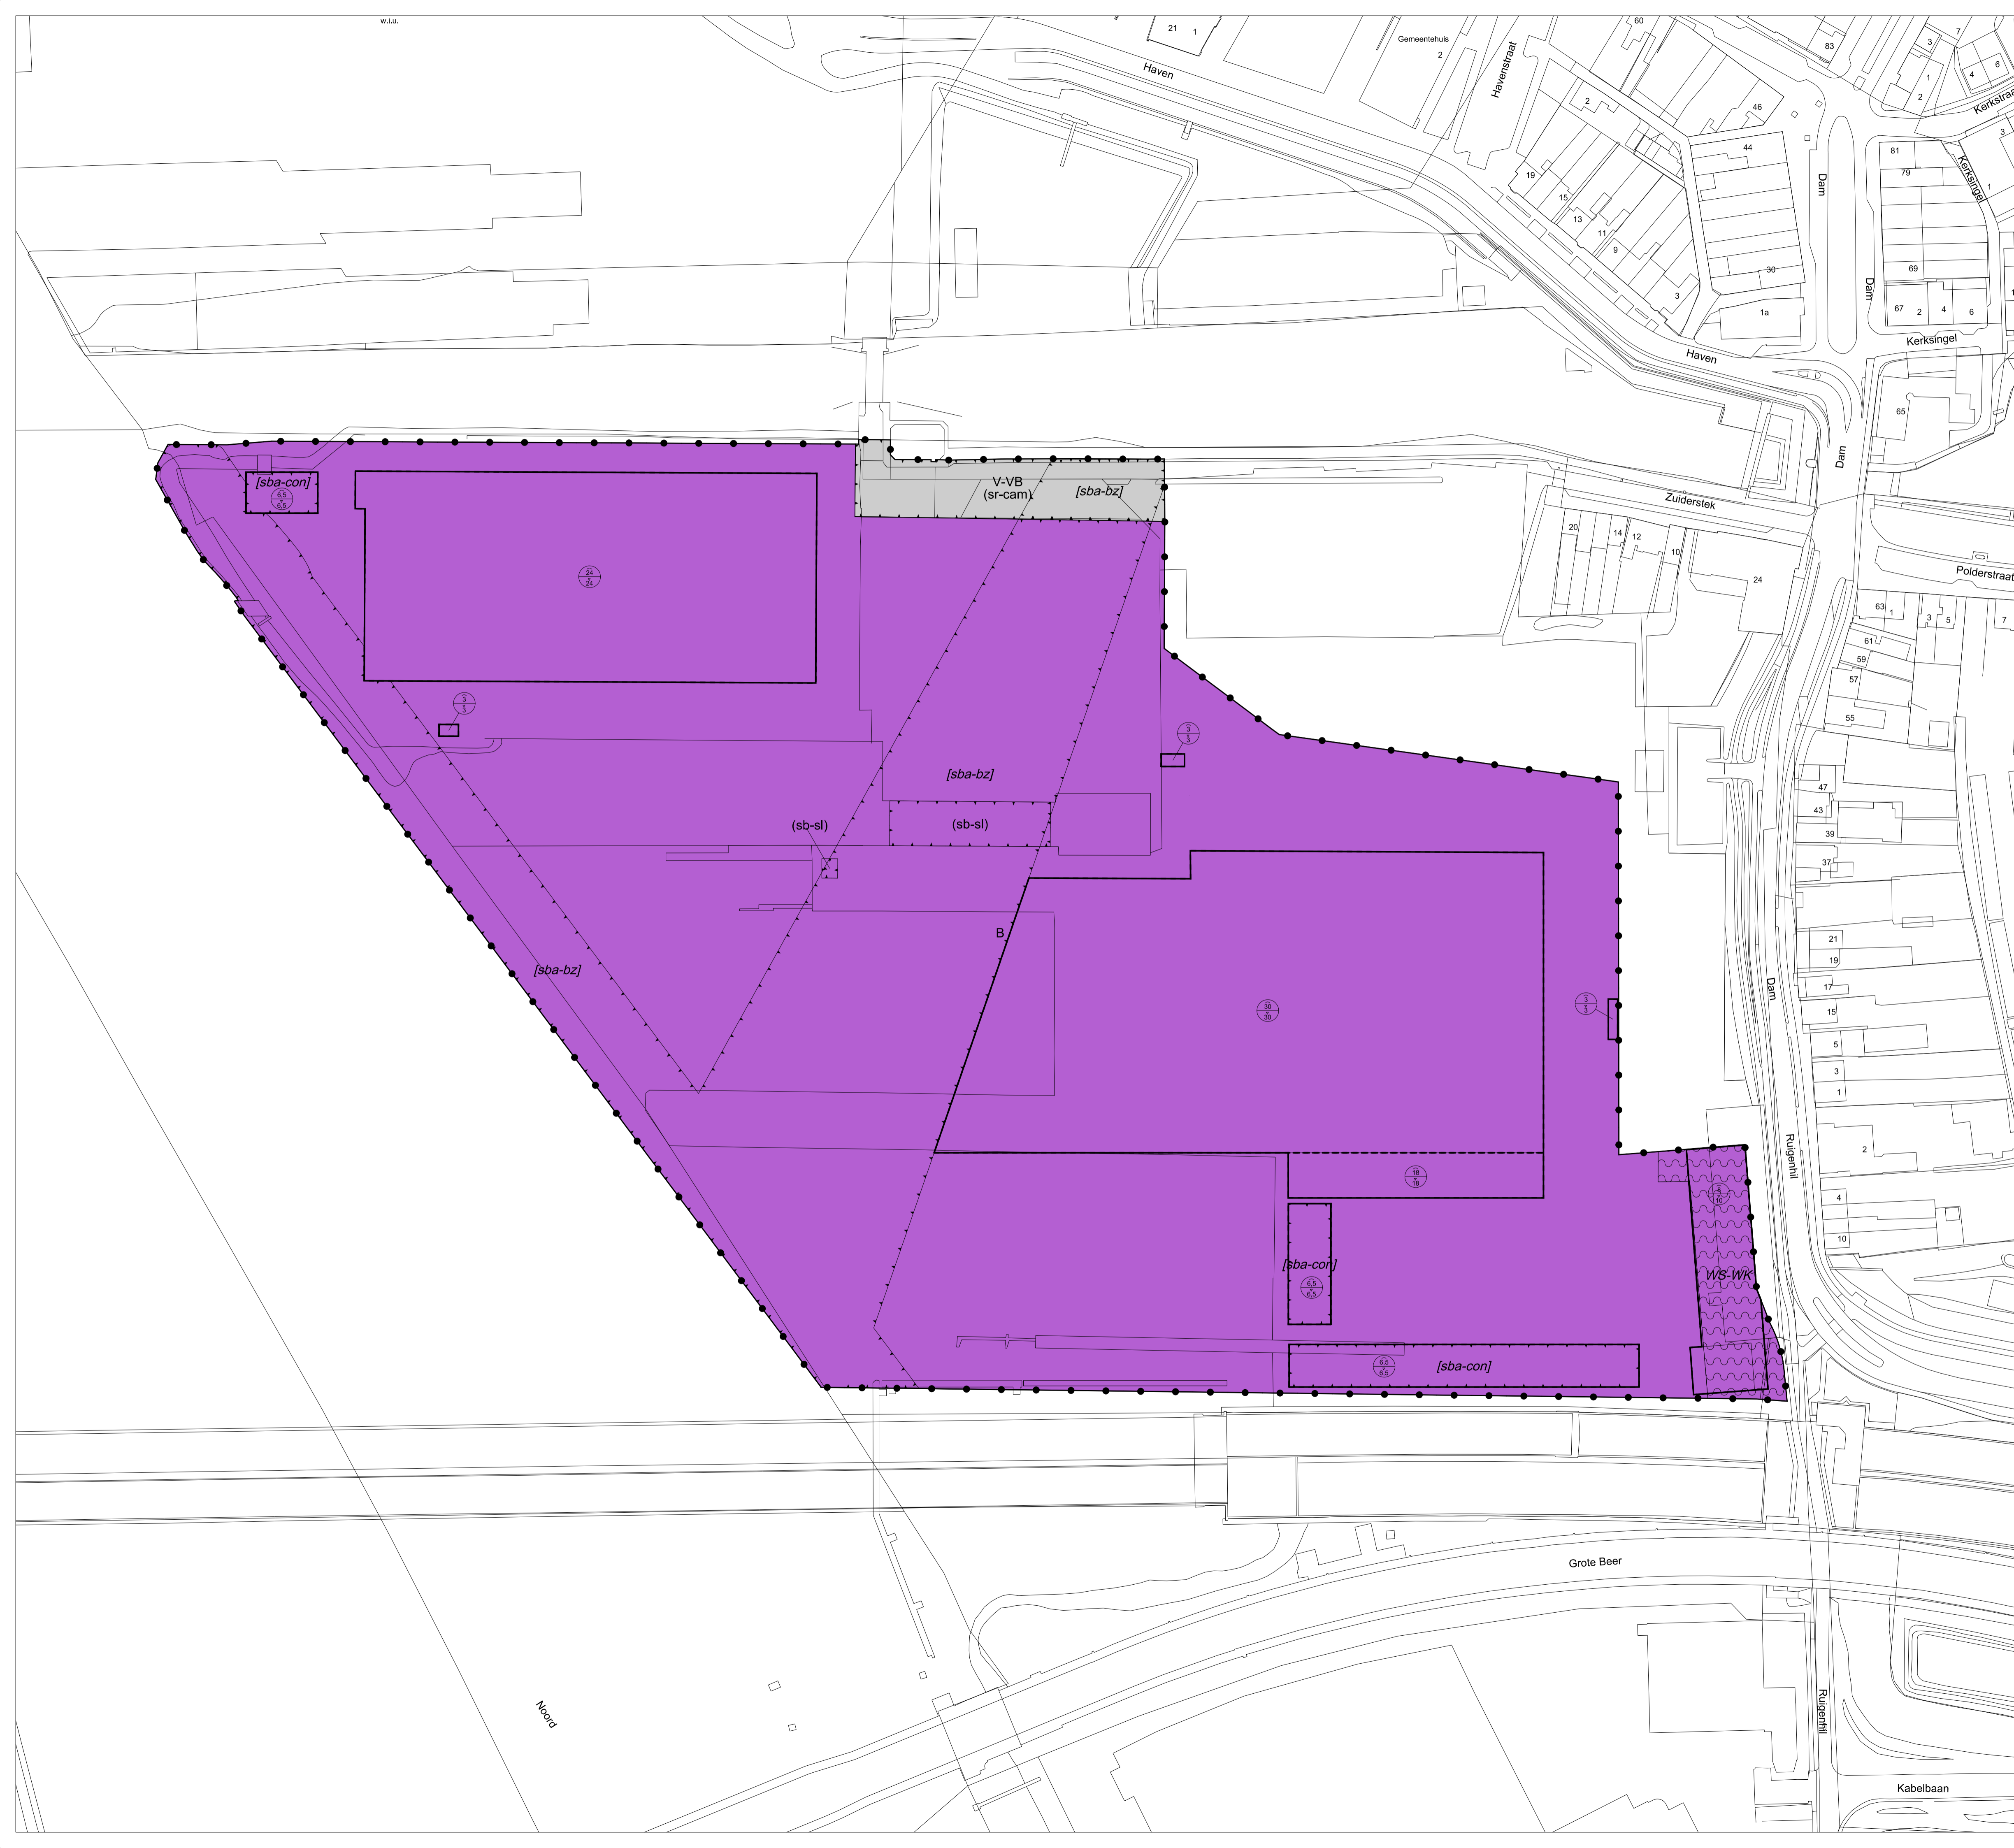 w.i.u.
21
1
Haven
Gemeentehuis
2
Havenstraat
60
83
3
7
1
2
4
6
Kerkstraa
2
46
44
Dam
81
79
Kerksingel
3
1
19
15
13
11
9
3
30
1a
Dam
69
67
2
4
6
Kerksingel
Haven
65
Dam
Zuiderstek
20
14
12
10
24
Polderstraat
63
1
3
5
7
61
59
57
55
47
43
39
37
21
19
17
15
5
3
1
2
4
10
Dam
Ruigenhil
[sba-con]
6,5
6,5
24
24
V-VB
(sr-cam)
[sba-bz]
3
3
3
3
[sba-bz]
(sb-sl)
(sb-sl)
B
[sba-bz]
30
30
3
3
18
18
10
WS-WK
[sba-con]
6,5
6,5
6,5
6,5
[sba-con]
Grote Beer
Noord
Ruigenhil
Kabelbaan